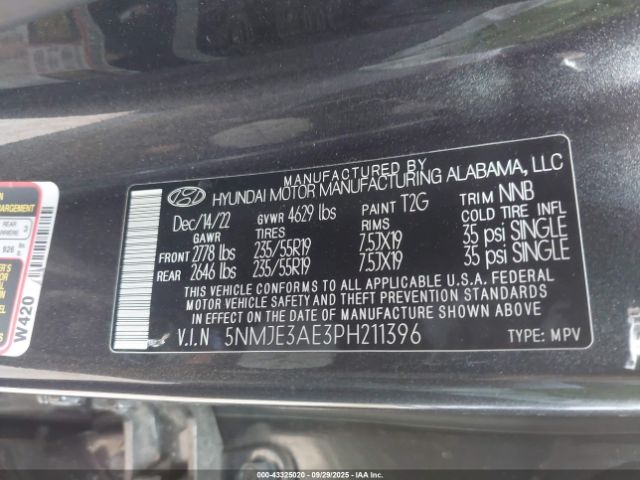 MANUFACTURED BY
HYUNDAI MOTOR MANUFACTURING ALABAMA, LLC
Dec/14/22 GVWR 4629 lbs PAINT T2G TRIM NNB
GAWR TIRES RIMS COLD TIRE INFL
FRONT 2778 lbs 235/55R19 7.5JX19 35 psi SINGLE
REAR 2646 lbs 235/55R19 7.5JX19 35 psi SINGLE
THIS VEHICLE CONFORMS TO ALL APPLICABLE U.S.A. FEDERAL
MOTOR VEHICLE SAFETY AND THEFT PREVENTION STANDARDS
IN EFFECT ON THE DATE OF MANUFACTURE SHOWN ABOVE
V.I.N 5NMJE3AE3PH211396 TYPE: MPV
W420
000-43325020 - 09/29/2025 - IAAI.COM